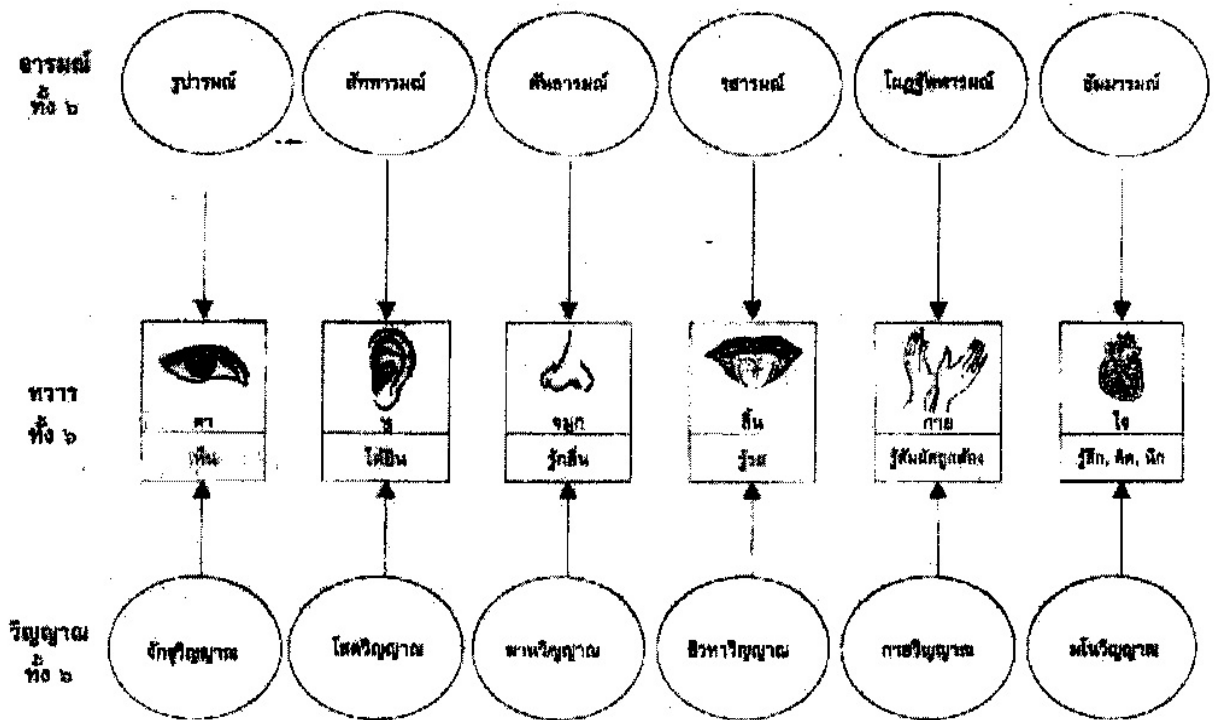 อารมณ์
ทั้ง ๖
รูปารมณ์
สัททารมณ์
คันธารมณ์
รสารมณ์
โผฏฐัพพารมณ์
ธัมมารมณ์
ทวาร
ทั้ง ๖
ตา
หู
จมูก
ลิ้น
กาย
ใจ
เห็น
ได้ยิน
รู้กลิ่น
รู้รส
รู้สัมผัสถูกต้อง
รู้สึก, คิด, นึก
วิญญาณ
ทั้ง ๖
จักขุวิญญาณ
โสตวิญญาณ
ฆานวิญญาณ
ชิวหาวิญญาณ
กายวิญญาณ
มโนวิญญาณ